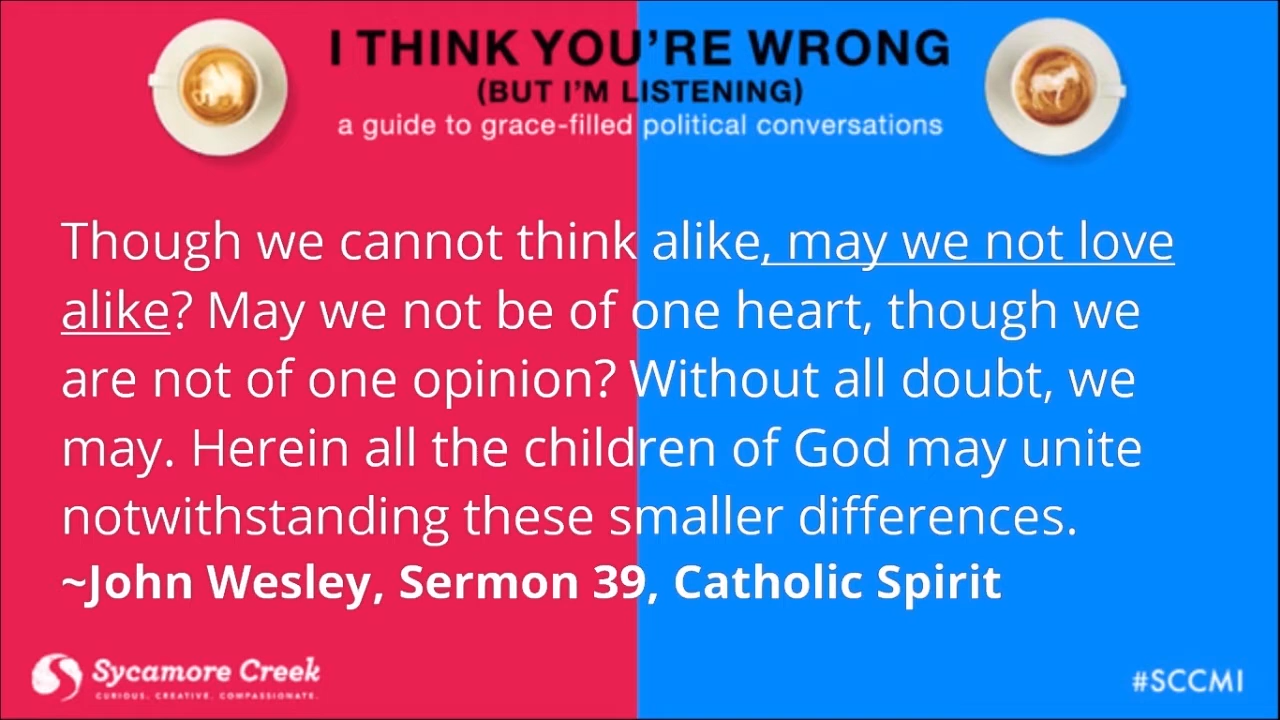 I THINK YOU'RE WRONG
(BUT I'M LISTENING)
a guide to grace-filled political conversations
Though we cannot think alike, may we not love
alike? May we not be of one heart, though we
are not of one opinion? Without all doubt, we
may. Herein all the children of God may unite
notwithstanding these smaller differences.
~John Wesley, Sermon 39, Catholic Spirit
Sycamore Creek
CURIOUS. CREATIVE. COMPASSIONATE.
#SCCMI